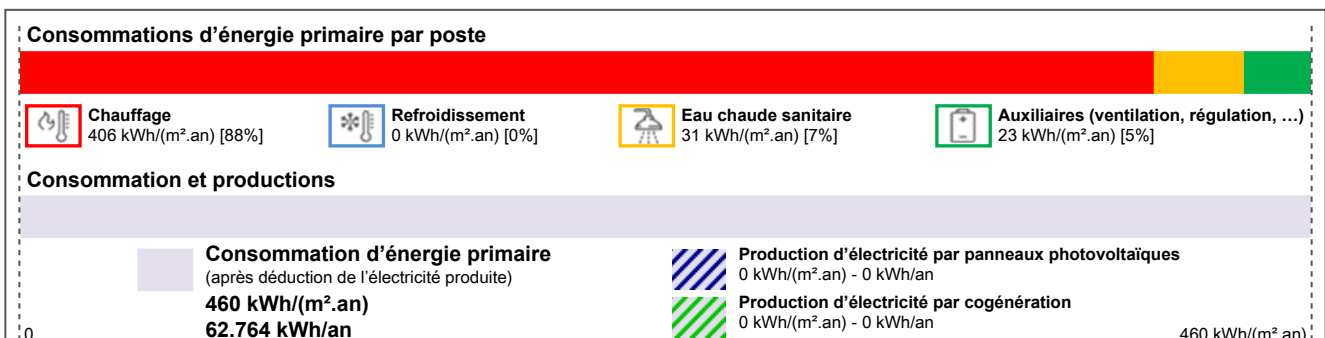 Consommations d'énergie primaire par poste
Chauffage
406 kWh/(m².an) [88%]
Refroidissement
0 kWh/(m².an) [0%]
Eau chaude sanitaire
31 kWh/(m².an) [7%]
Auxiliaires (ventilation, régulation, …)
23 kWh/(m².an) [5%]
Consommation et productions
Consommation d'énergie primaire
(après déduction de l'électricité produite)
460 kWh/(m².an)
62.764 kWh/an
Production d'électricité par panneaux photovoltaïques
0 kWh/(m².an) - 0 kWh/an
Production d'électricité par cogénération
0 kWh/(m².an) - 0 kWh/an
0
460 kWh/(m².an)